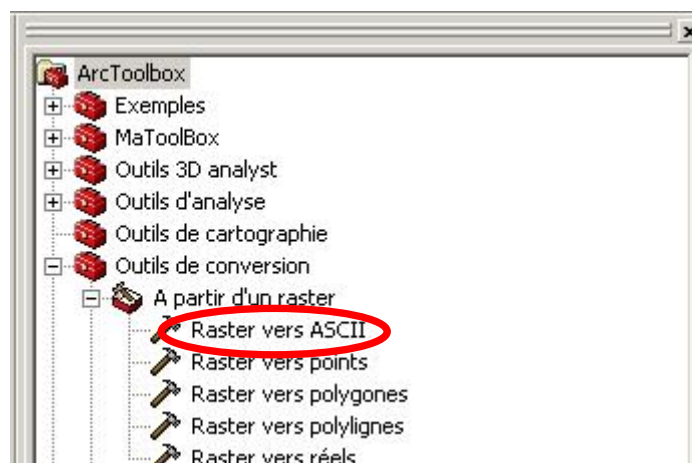 ArcToolbox
Exemples
MaToolBox
Outils 3D analyst
Outils d'analyse
Outils de cartographie
Outils de conversion
A partir d'un raster
Raster vers ASCII
Raster vers points
Raster vers polygones
Raster vers polylignes
Raster vers réels